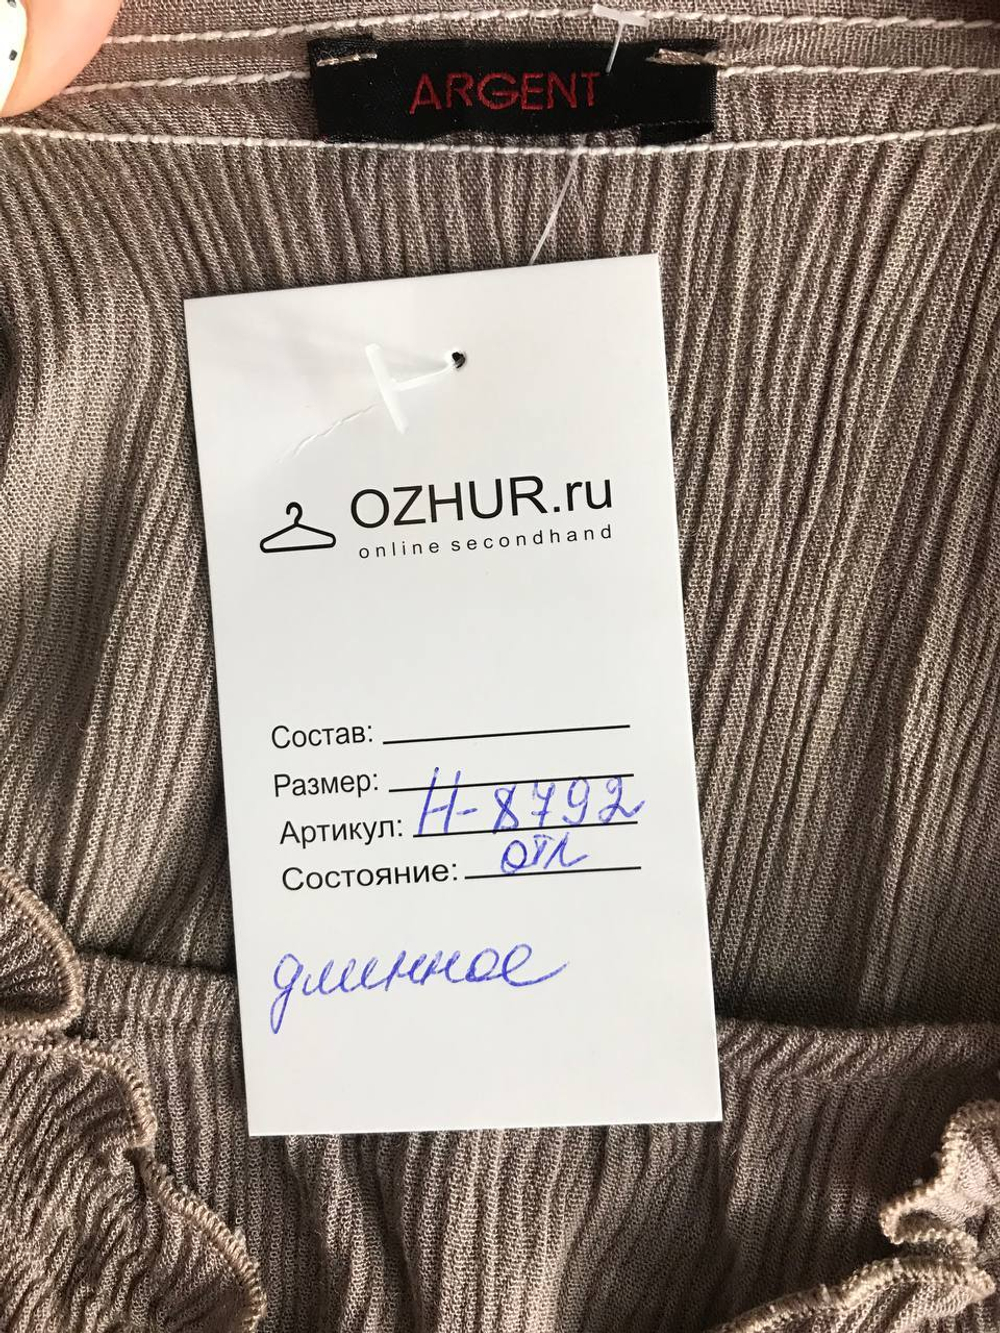 ARGENT
OZHUR.ru
online secondhand
Состав:
Размер:
Артикул: Н-8792
Состояние: отл
длинное